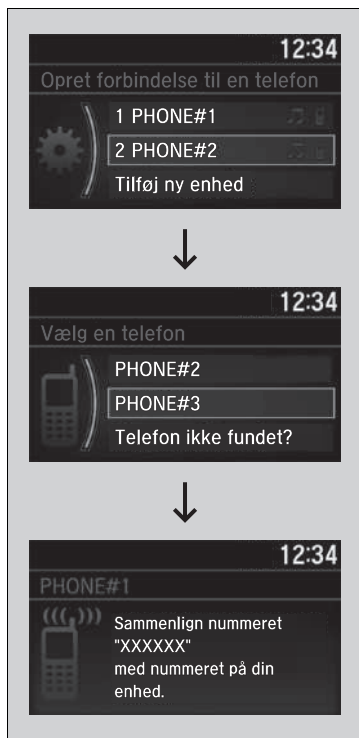 12:34
Opret forbindelse til en telefon
1 PHONE#1
2 PHONE#2
Tilføj ny enhed
12:34
Vælg en telefon
PHONE#2
PHONE#3
Telefon ikke fundet?
12:34
PHONE#1
Sammenlign nummeret
"XXXXXX"
med nummeret på din
enhed.